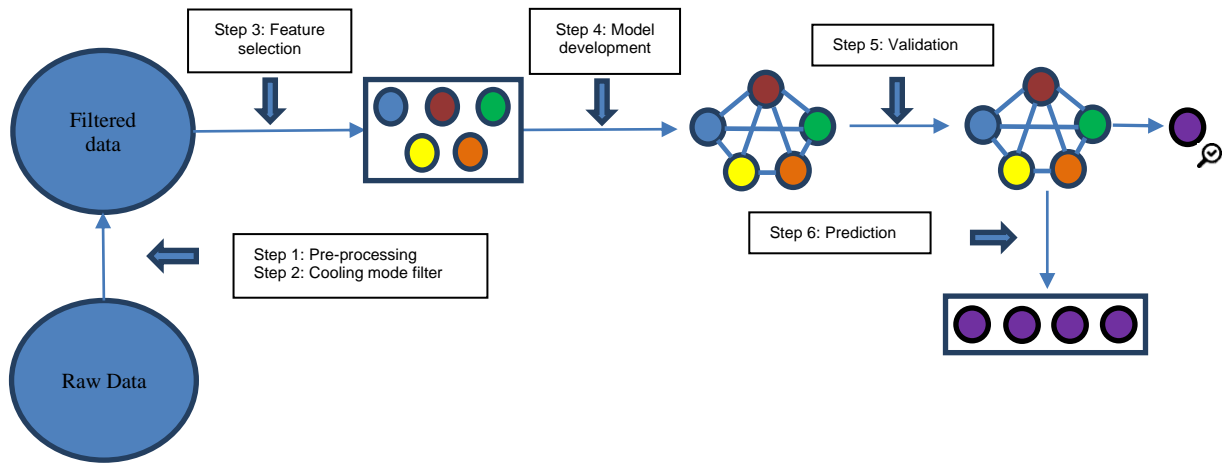 Step 3: Feature
selection
Step 4: Model
development
Step 5: Validation
Filtered
data
Step 6: Prediction
Step 1: Pre-processing
Step 2: Cooling mode filter
Raw Data